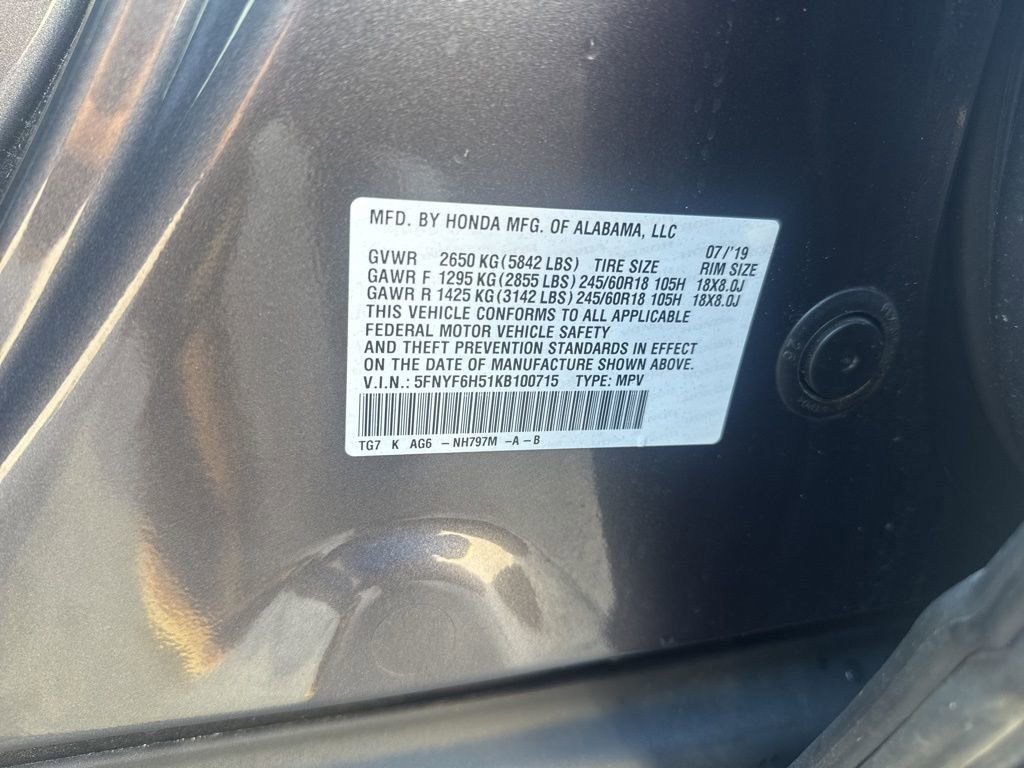 MFD. BY HONDA MFG. OF ALABAMA, LLC
07/'19
GVWR 2650 KG(5842 LBS) TIRE SIZE RIM SIZE
GAWR F 1295 KG(2855 LBS)245/60R18 105H 18X8.0J
GAWR R 1425 KG(3142 LBS)245/60R18 105H 18X8.0J
THIS VEHICLE CONFORMS TO ALL APPLICABLE
FEDERAL MOTOR VEHICLE SAFETY
AND THEFT PREVENTION STANDARDS IN EFFECT
ON THE DATE OF MANUFACTURE SHOWN ABOVE.
V.I.N.: 5FNYF6H51KB100715 TYPE: MPV
TG7 K AG6 -NH797M -A-B